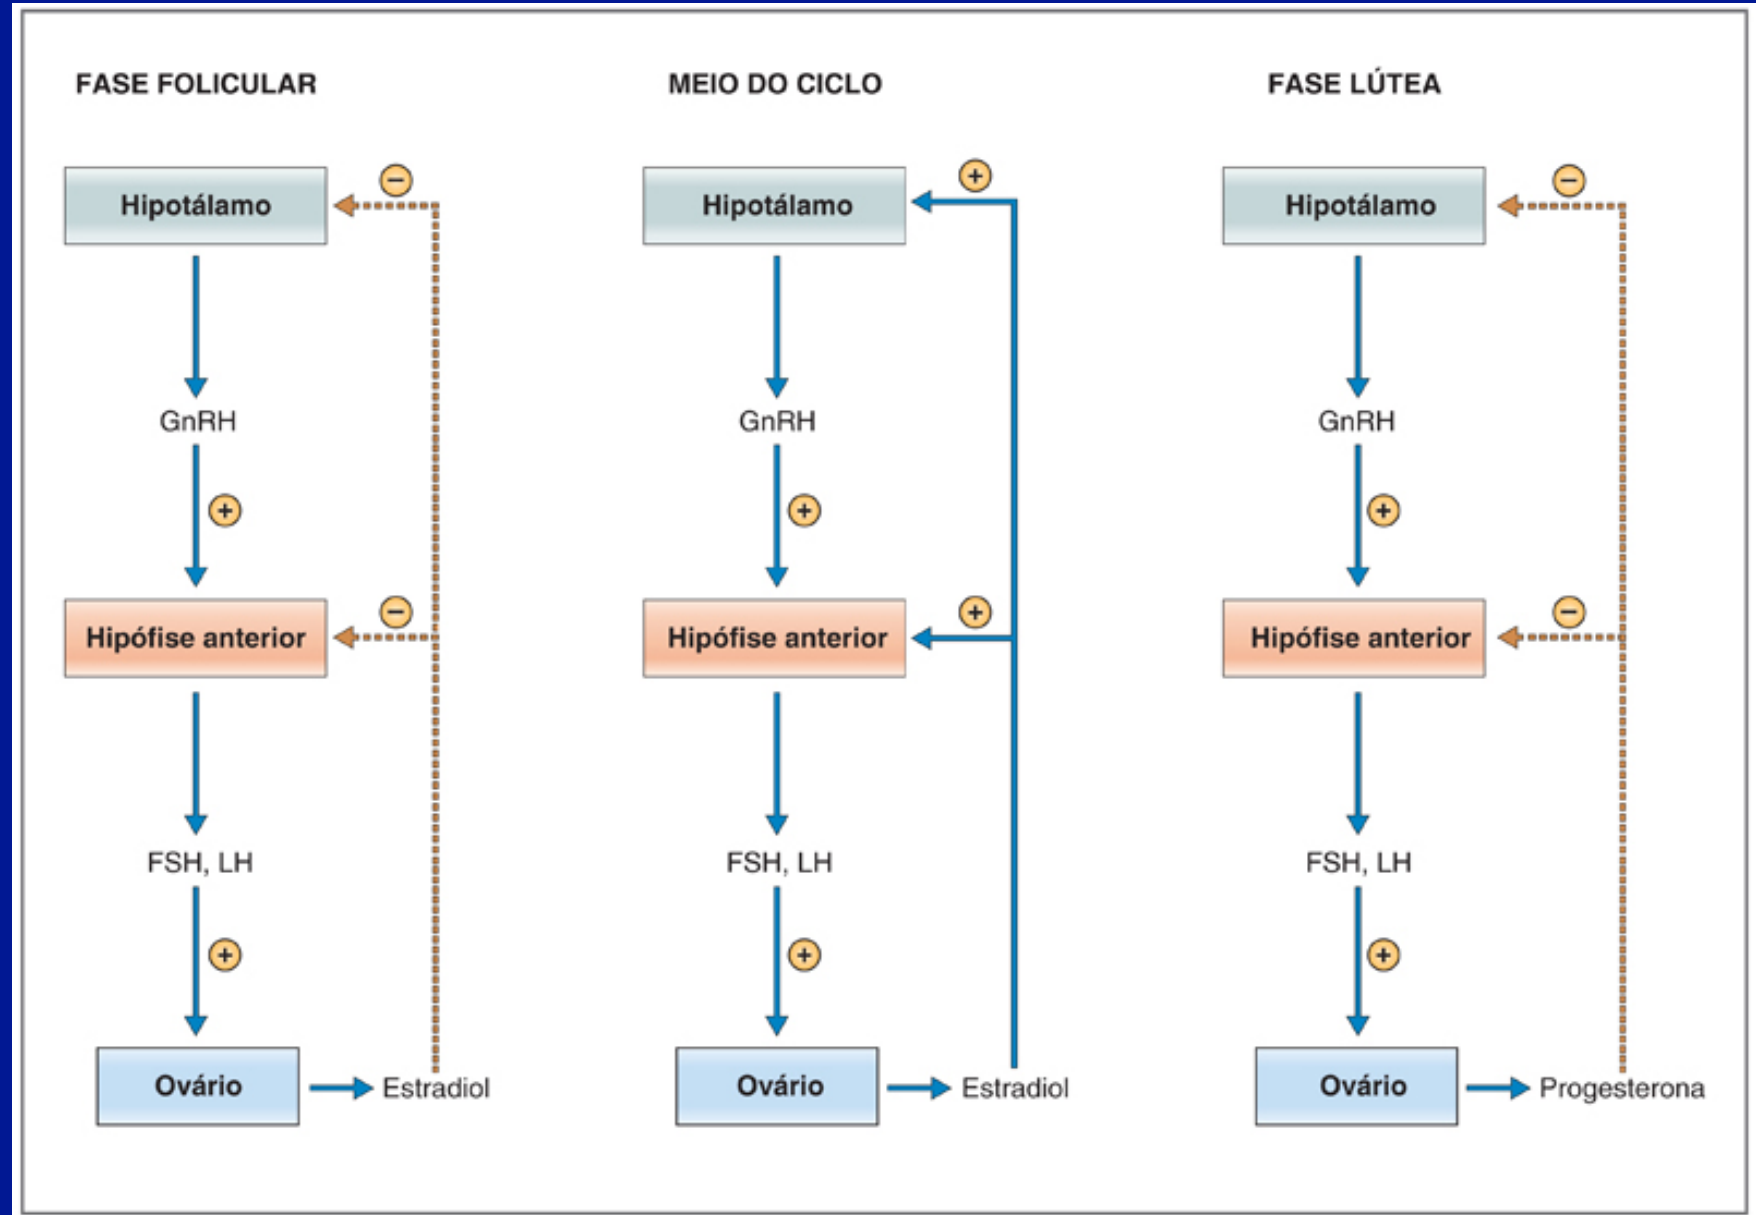 FASE FOLICULAR
Hipotálamo
−
GnRH
+
Hipófise anterior
−
FSH, LH
+
Ovário
Estradiol
MEIO DO CICLO
Hipotálamo
+
GnRH
+
Hipófise anterior
+
FSH, LH
+
Ovário
Estradiol
FASE LÚTEA
Hipotálamo
−
GnRH
+
Hipófise anterior
−
FSH, LH
+
Ovário
Progesterona